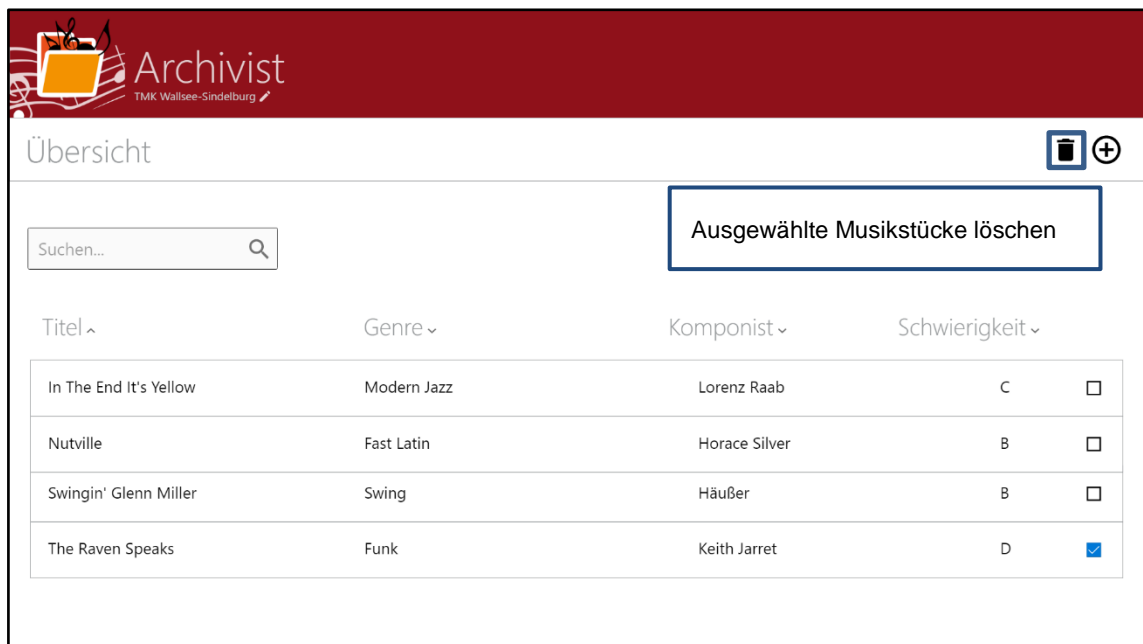 Archivist
TMK Wallsee-Sindelburg
Übersicht
Ausgewählte Musikstücke löschen
Suchen...
Titel Genre Komponist Schwierigkeit
In The End It's Yellow Modern Jazz Lorenz Raab C
Nutville Fast Latin Horace Silver B
Swingin' Glenn Miller Swing Häußer B
The Raven Speaks Funk Keith Jarret D